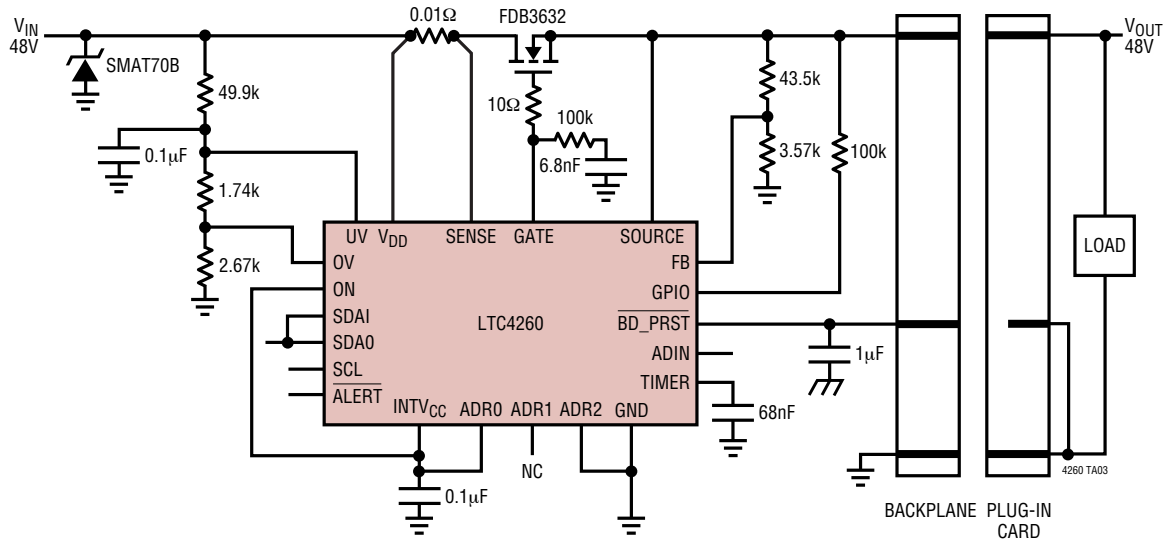 0.01Ω
FDB3632
VIN
48V
VOUT
48V
SMAT70B
49.9k
10Ω
100k
43.5k
0.1µF
6.8nF
3.57k
100k
1.74k
2.67k
UV
VDD
SENSE
GATE
SOURCE
LOAD
OV
FB
ON
GPIO
SDAI
LTC4260
BD_PRST
SDA0
ADIN
1µF
SCL
TIMER
ALERT
INTVCC
ADR0
ADR1
ADR2
GND
68nF
NC
4260 TA03
0.1µF
BACKPLANE
PLUG-IN
CARD